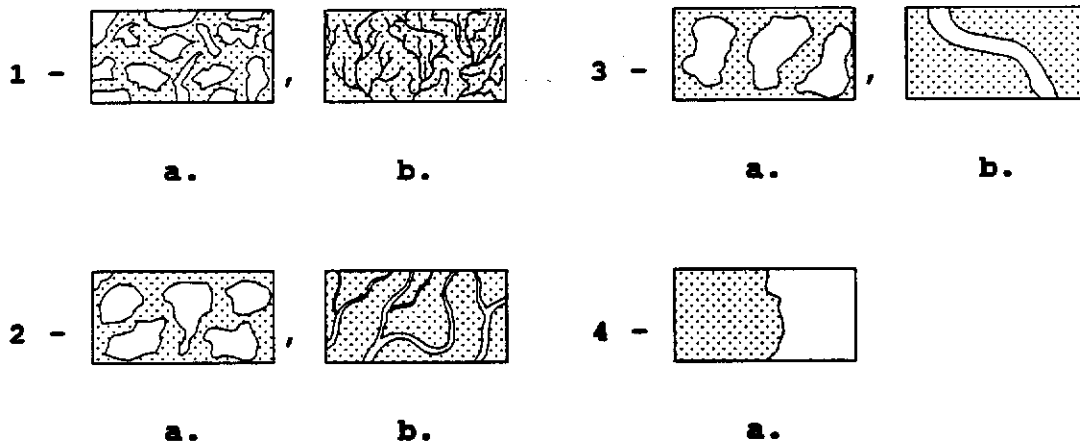 1 - , 3 - ,
a. b. a. b.
2 - , 4 -
a. b. a.